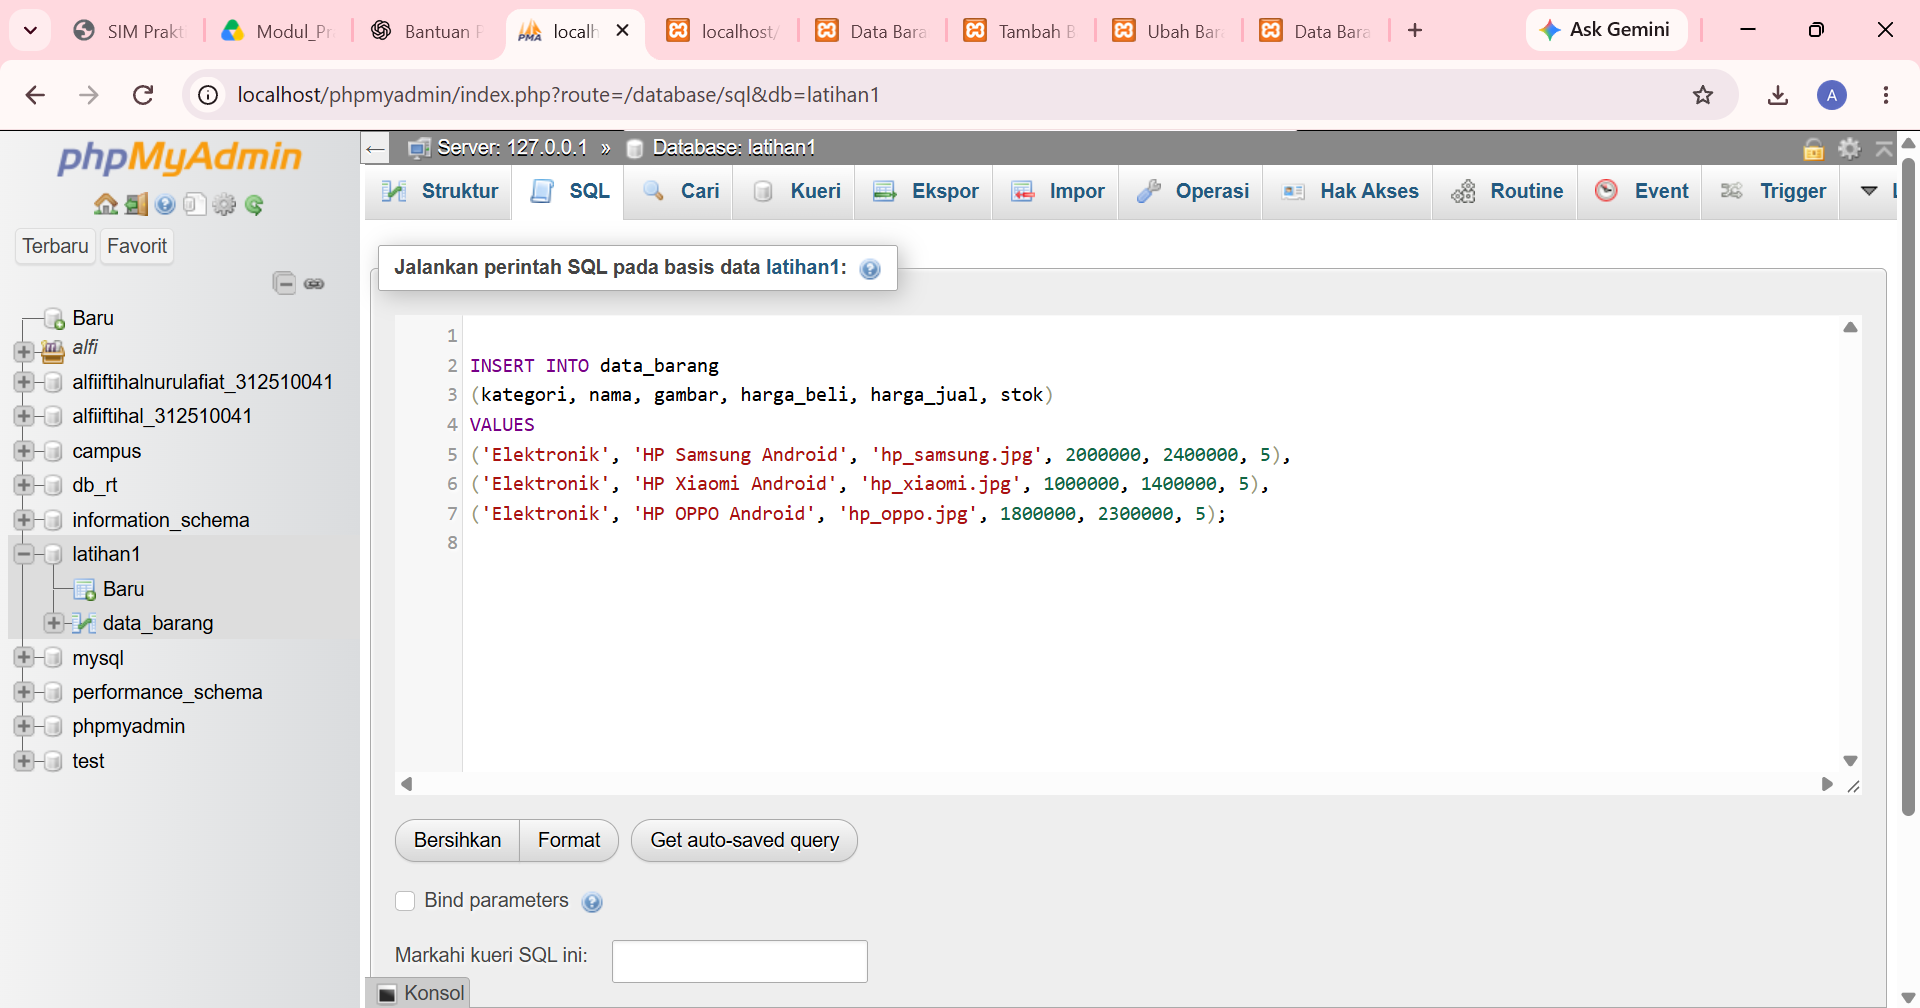 SIM Prakt
Modul_Pr
Bantuan P
localh
localhost/
Data Bara
Tambah B
Ubah Bar
Data Bara
Ask Gemini
localhost/phpmyadmin/index.php?route=/database/sql&db=latihan1
A
phpMyAdmin
Terbaru
Favorit
Baru
alfi
alfiiftihalnurulafiat_312510041
alfiiftihal_312510041
campus
db_rt
information_schema
latihan1
Baru
data_barang
mysql
performance_schema
phpmyadmin
test
Server: 127.0.0.1 » Database: latihan1
Struktur
SQL
Cari
Kueri
Ekspor
Impor
Operasi
Hak Akses
Routine
Event
Trigger
Jalankan perintah SQL pada basis data latihan1:
1
2 INSERT INTO data_barang
3 (kategori, nama, gambar, harga_beli, harga_jual, stok)
4 VALUES
5 ('Elektronik', 'HP Samsung Android', 'hp_samsung.jpg', 2000000, 2400000, 5),
6 ('Elektronik', 'HP Xiaomi Android', 'hp_xiaomi.jpg', 1000000, 1400000, 5),
7 ('Elektronik', 'HP OPPO Android', 'hp_oppo.jpg', 1800000, 2300000, 5);
8
Bersihkan
Format
Get auto-saved query
Bind parameters
Markahi kueri SQL ini:
Konsol